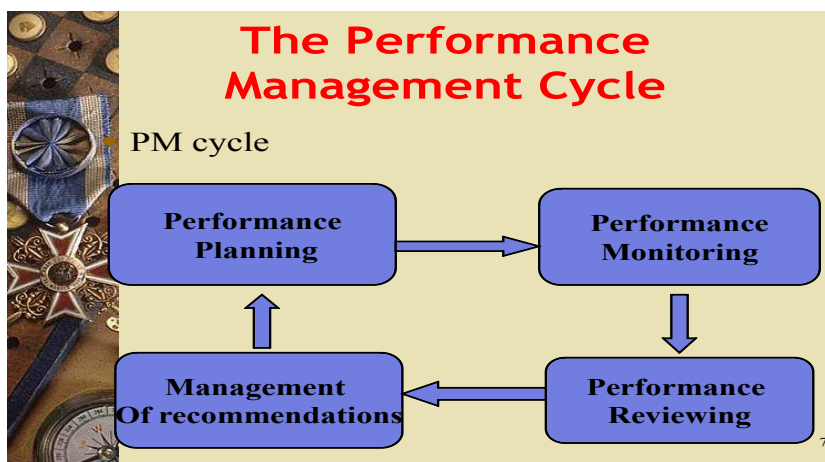 The Performance
Management Cycle
PM cycle
Performance
Planning
Performance
Monitoring
Management
Of recommendations
Performance
Reviewing
7